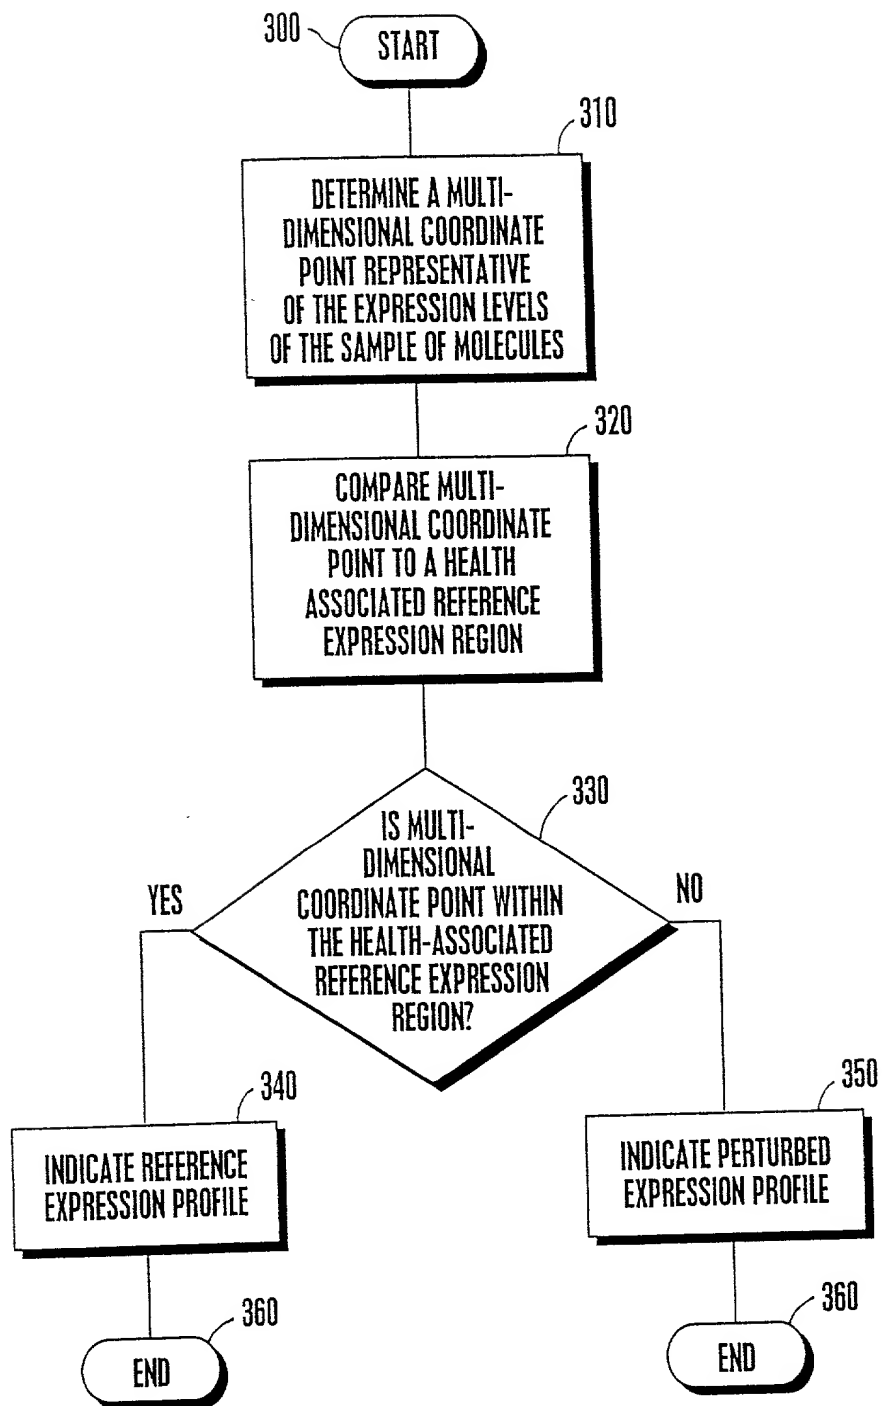 300
START
310
DETERMINE A MULTI-
DIMENSIONAL COORDINATE
POINT REPRESENTATIVE
OF THE EXPRESSION LEVELS
OF THE SAMPLE OF MOLECULES
320
COMPARE MULTI-
DIMENSIONAL COORDINATE
POINT TO A HEALTH
ASSOCIATED REFERENCE
EXPRESSION REGION
330
IS MULTI-
DIMENSIONAL
COORDINATE POINT WITHIN
THE HEALTH-ASSOCIATED
REFERENCE EXPRESSION
REGION?
YES
NO
340
INDICATE REFERENCE
EXPRESSION PROFILE
350
INDICATE PERTURBED
EXPRESSION PROFILE
360
END
360
END